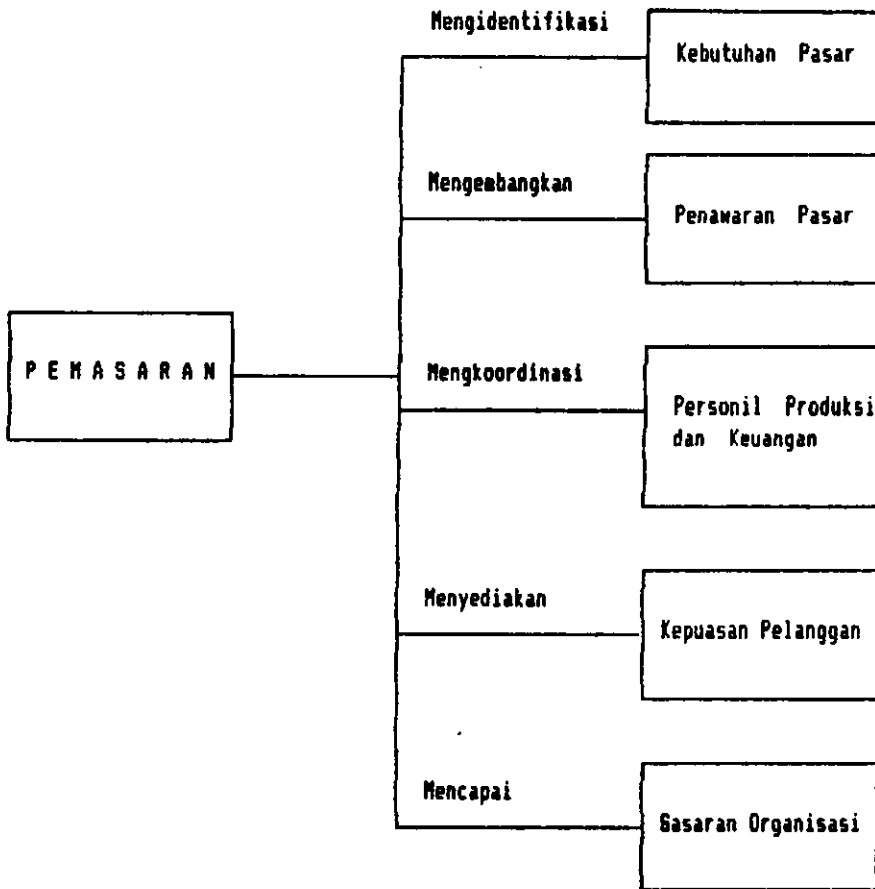 Mengidentifikasi
Kebutuhan Pasar
Mengembangkan
Penawaran Pasar
P E M A S A R A N
Mengkoordinasi
Personil Produksi
dan Keuangan
Menyediakan
Kepuasan Pelanggan
Mencapai
Sasaran Organisasi